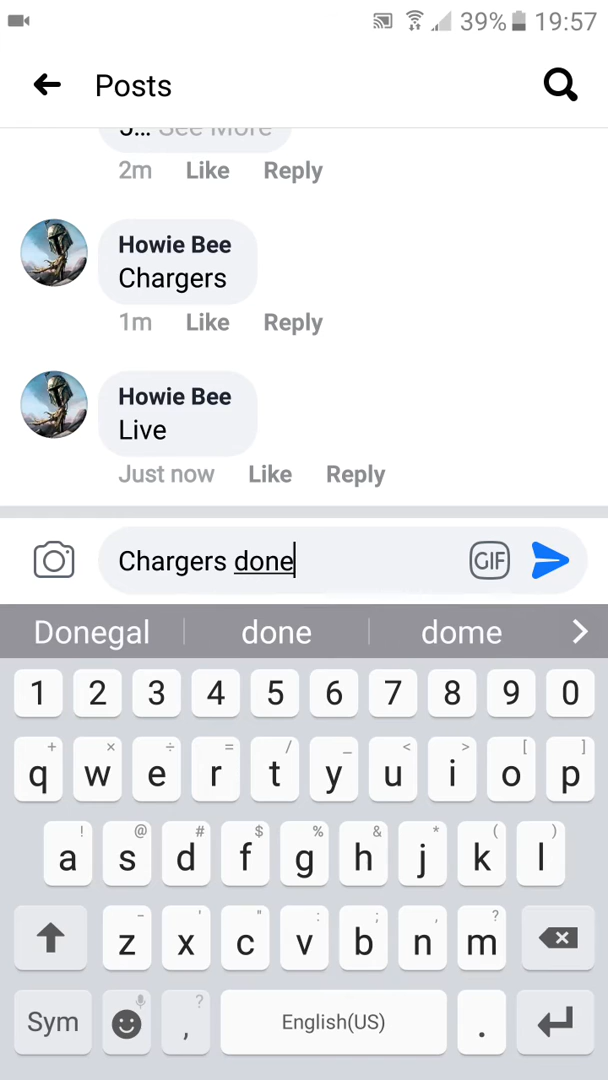 39% 19:57
Posts
J... See More
2m Like Reply
Howie Bee
Chargers
1m Like Reply
Howie Bee
Live
Just now Like Reply
Chargers done GIF
Donegal done dome
1 2 3 4 5 6 7 8 9 0
+ × ÷ = / _ < > [ ]
q w e r t y u i o p
! @ # $ % & * ( )
a s d f g h j k l
- ' " : ; , ?
z x c v b n m
Sym , ? English(US) .